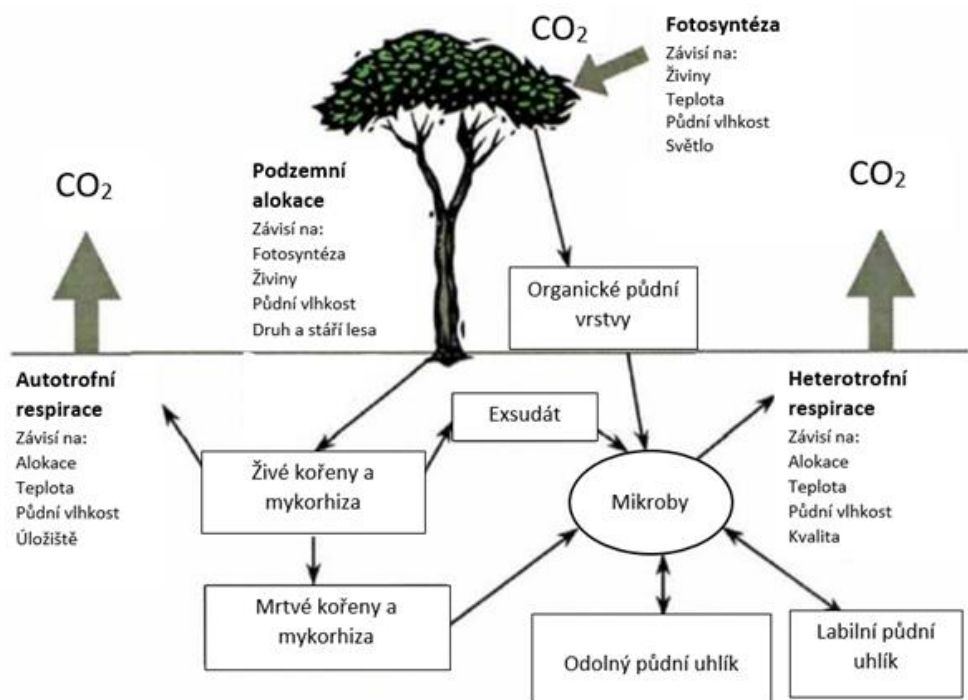 CO₂
Fotosyntéza
Závisí na:
Živiny
Teplota
Půdní vlhkost
Světlo
CO₂
Podzemní
alokace
Závisí na:
Fotosyntéza
Živiny
Půdní vlhkost
Druh a stáří lesa
CO₂
Organické půdní
vrstvy
Autotrofní
respirace
Závisí na:
Alokace
Teplota
Půdní vlhkost
Úložiště
Exsudát
Živé kořeny a
mykorhiza
Mikroby
Heterotrofní
respirace
Závisí na:
Alokace
Teplota
Půdní vlhkost
Kvalita
Mrtvé kořeny a
mykorhiza
Odolný půdní uhlík
Labilní půdní
uhlík